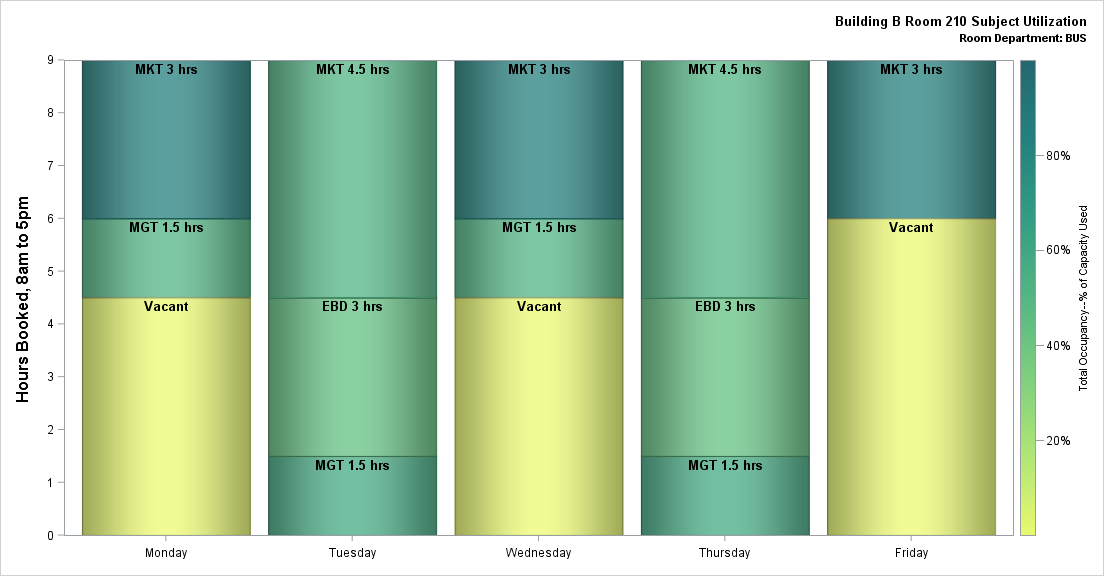 Building B Room 210 Subject Utilization
Room Department: BUS
Hours Booked, 8am to 5pm
9
8
7
6
5
4
3
2
1
0
MKT 3 hrs
MGT 1.5 hrs
Vacant
MKT 4.5 hrs
EBD 3 hrs
MGT 1.5 hrs
MKT 3 hrs
MGT 1.5 hrs
Vacant
MKT 4.5 hrs
EBD 3 hrs
MGT 1.5 hrs
MKT 3 hrs
Vacant
Monday
Tuesday
Wednesday
Thursday
Friday
80%
60%
40%
20%
Total Occupancy--% of Capacity Used